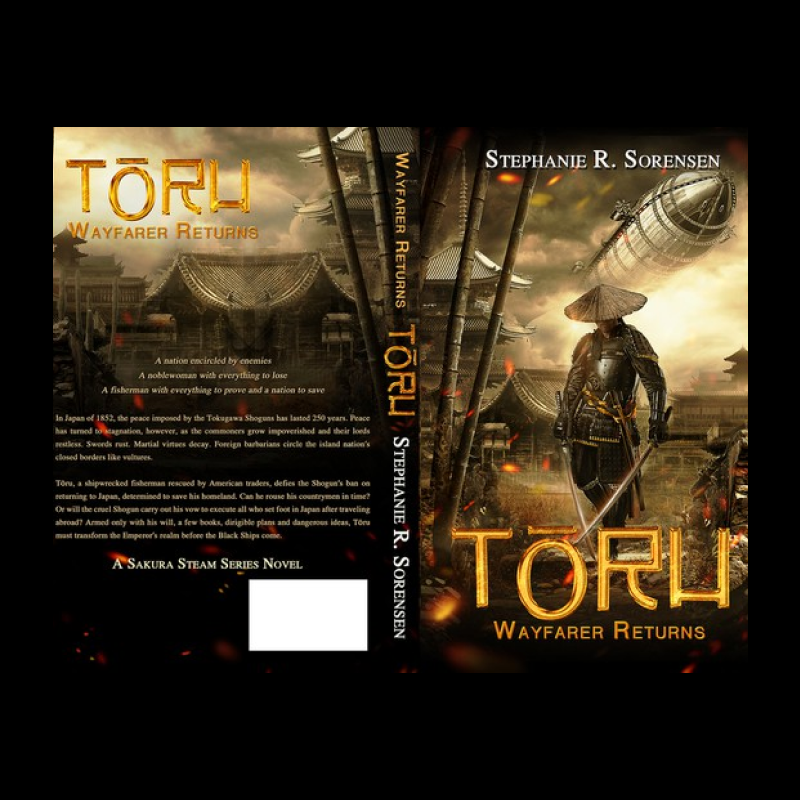 TŌRU
WAYFARER RETURNS
A nation encircled by enemies
A noblewoman with everything to lose
A fisherman with everything to prove and a nation to save
In Japan of 1852, the peace imposed by the Tokugawa Shoguns has lasted 250 years. Peace
has turned to stagnation, however, as the commoners grow impoverished and their lords
restless. Swords rust. Martial virtues decay. Foreign barbarians circle the island nation's
closed borders like vultures.
Tōru, a shipwrecked fisherman rescued by American traders, defies the Shogun's ban on
returning to Japan, determined to save his homeland. Can he rouse his countrymen in time?
Or will the cruel Shogun carry out his vow to execute all who set foot in Japan after traveling
abroad? Armed only with his will, a few books, dirigible plans and dangerous ideas, Tōru
must transform the Emperor's realm before the Black Ships come.
A SAKURA STEAM SERIES NOVEL
WAYFARER RETURNS
TŌRU
STEPHANIE R. SORENSEN
STEPHANIE R. SORENSEN
TŌRU
WAYFARER RETURNS